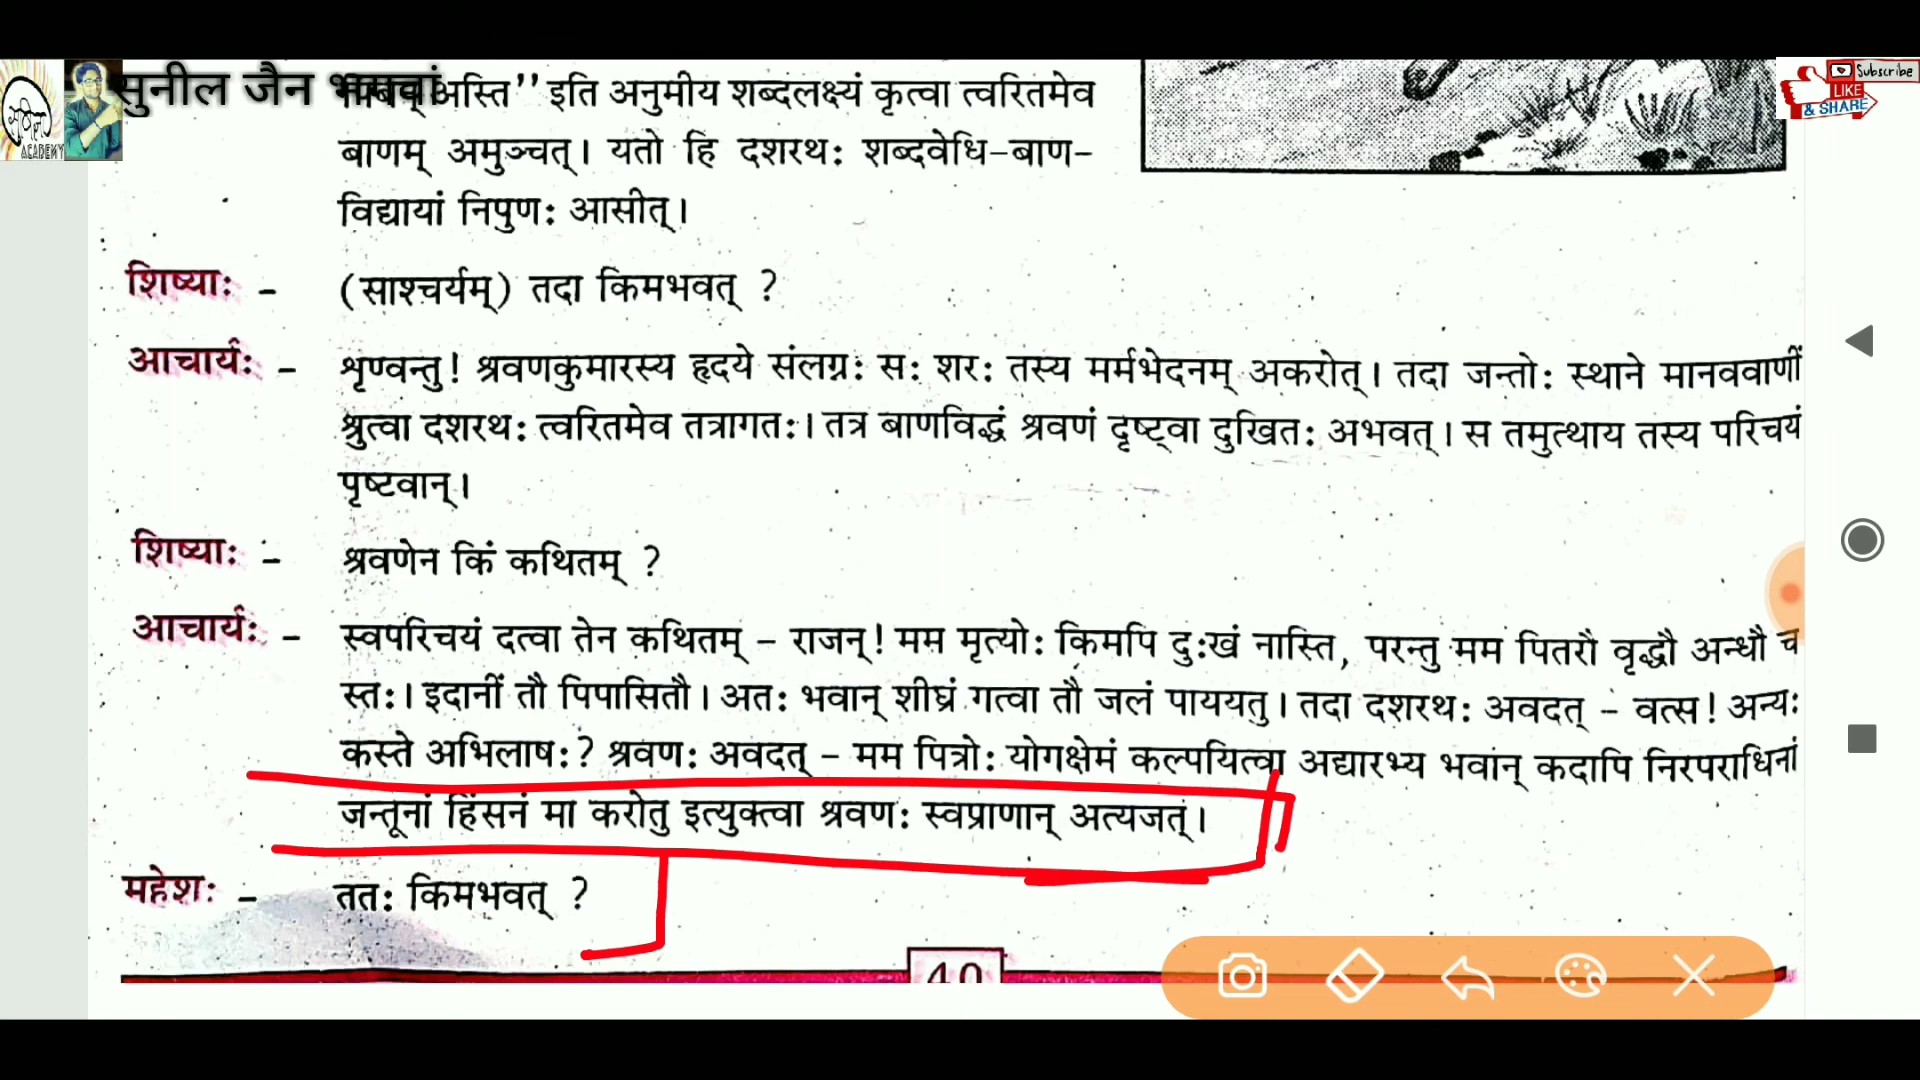 सुनील जैन भगवां
अस्ति’’ इति अनुमीय शब्दलक्ष्यं कृत्वा त्वरितमेव
बाणम् अमुञ्चत्। यतो हि दशरथः शब्दवेधि-बाण-
विद्यायां निपुणः आसीत्।
शिष्याः - (साश्चर्यम्) तदा किमभवत् ?
आचार्यः - शृण्वन्तु! श्रवणकुमारस्य हृदये संलग्नः सः शरः तस्य मर्मभेदनम् अकरोत्। तदा जन्तोः स्थाने मानववाणीं
श्रुत्वा दशरथः त्वरितमेव तत्रागतः। तत्र बाणविद्धं श्रवणं दृष्ट्वा दुखितः अभवत्। स तमुत्थाय तस्य परिचयं
पृष्टवान्।
शिष्याः - श्रवणेन किं कथितम् ?
आचार्यः - स्वपरिचयं दत्वा तेन कथितम् - राजन्! मम मृत्योः किमपि दुःखं नास्ति, परन्तु मम पितरौ वृद्धौ अन्धौ च
स्तः। इदानीं तौ पिपासितौ। अतः भवान् शीघ्रं गत्वा तौ जलं पाययतु। तदा दशरथः अवदत् - वत्स! अन्यः
कस्ते अभिलाषः? श्रवणः अवदत् - मम पित्रोः योगक्षेमं कल्पयित्वा अद्यारभ्य भवान् कदापि निरपराधिनां
जन्तूनां हिंसनं मा करोतु इत्युक्त्वा श्रवणः स्वप्राणान् अत्यजत्।
महेशः - ततः किमभवत् ?
40
ACADEMY
Subscribe
LIKE
& SHARE